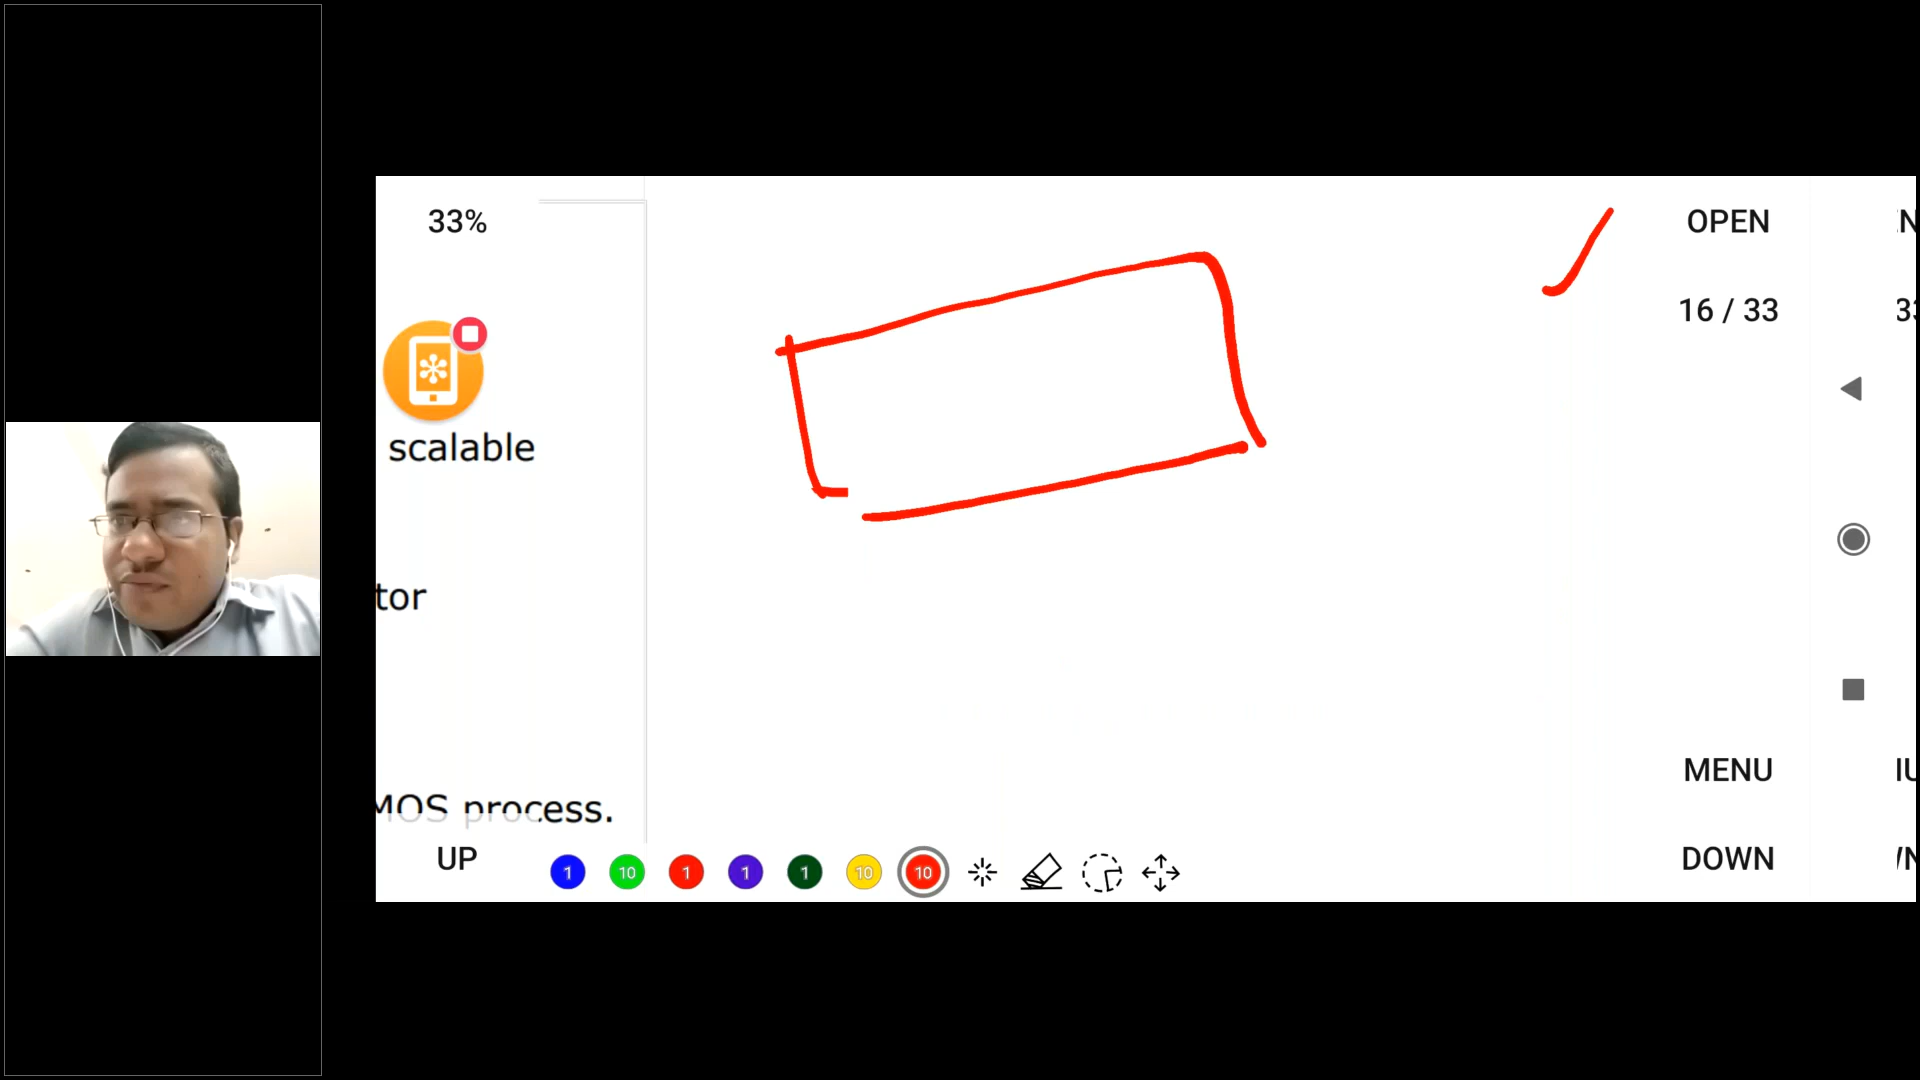 33%
OPEN
16 / 33
scalable
tor
MOS process.
MENU
UP
1 10 1 1 1 10 10
DOWN